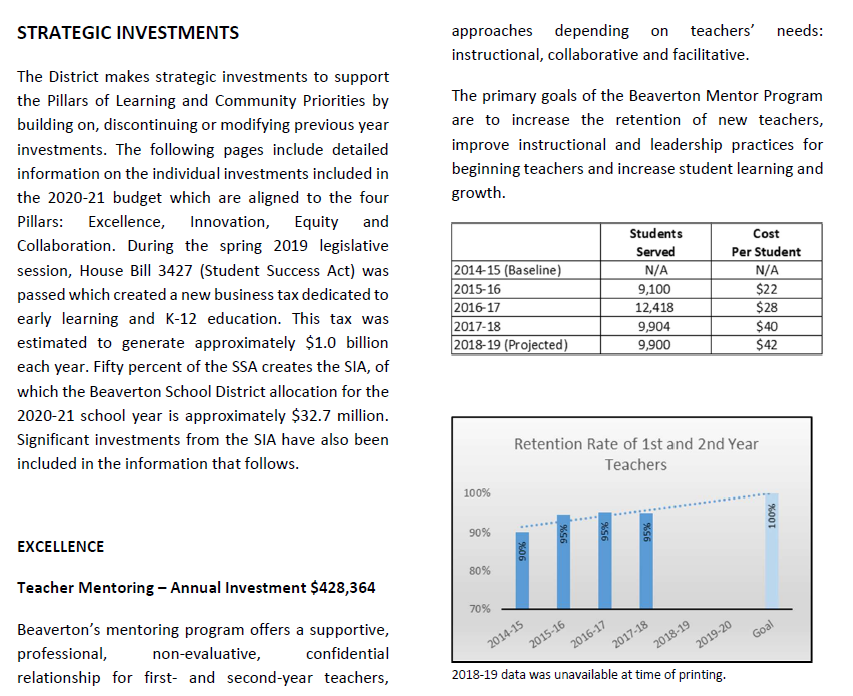 STRATEGIC INVESTMENTS
The District makes strategic investments to support
the Pillars of Learning and Community Priorities by
building on, discontinuing or modifying previous year
investments. The following pages include detailed
information on the individual investments included in
the 2020-21 budget which are aligned to the four
Pillars: Excellence, Innovation, Equity and
Collaboration. During the spring 2019 legislative
session, House Bill 3427 (Student Success Act) was
passed which created a new business tax dedicated to
early learning and K-12 education. This tax was
estimated to generate approximately $1.0 billion
each year. Fifty percent of the SSA creates the SIA, of
which the Beaverton School District allocation for the
2020-21 school year is approximately $32.7 million.
Significant investments from the SIA have also been
included in the information that follows.
EXCELLENCE
Teacher Mentoring – Annual Investment $428,364
Beaverton’s mentoring program offers a supportive,
professional, non-evaluative, confidential
relationship for first- and second-year teachers,
approaches depending on teachers’ needs:
instructional, collaborative and facilitative.
The primary goals of the Beaverton Mentor Program
are to increase the retention of new teachers,
improve instructional and leadership practices for
beginning teachers and increase student learning and
growth.
Students Served Cost Per Student
2014-15 (Baseline) N/A N/A
2015-16 9,100 $22
2016-17 12,418 $28
2017-18 9,904 $40
2018-19 (Projected) 9,900 $42
Retention Rate of 1st and 2nd Year
Teachers
100%
90%
80%
70%
90%
95%
95%
95%
100%
2014-15
2015-16
2016-17
2017-18
2018-19
2019-20
Goal
2018-19 data was unavailable at time of printing.